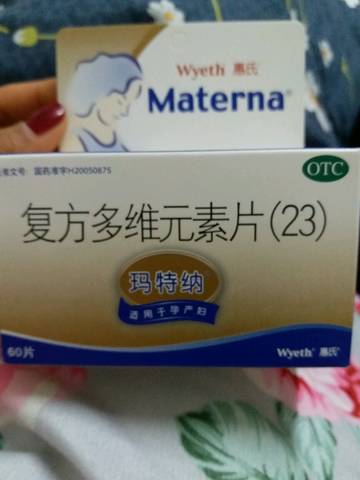 Wyeth® 惠氏
Materna®
准文号: 国药准字H20050675
OTC
复方多维元素片(23)
玛特纳®
适用于孕产妇
60片
Wyeth® 惠氏